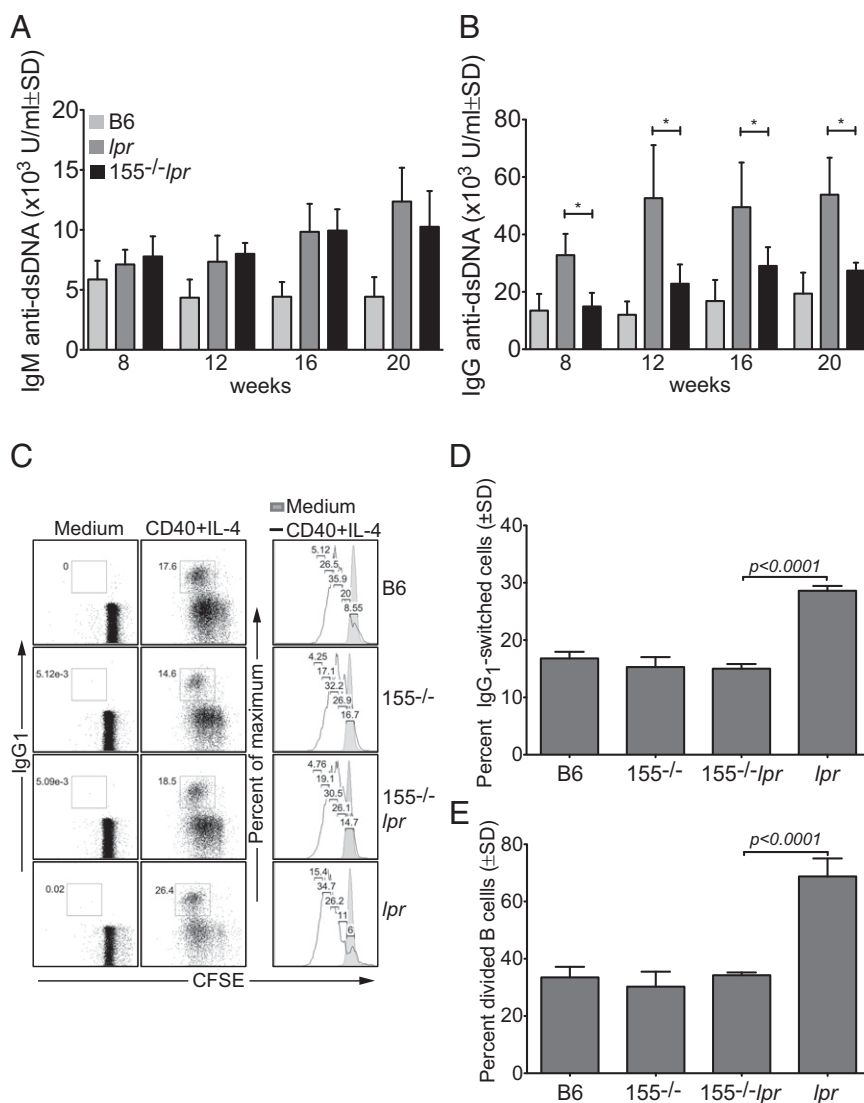 A
IgM anti-dsDNA (x10³ U/ml±SD)
20
15
10
5
0
B6
lpr
155-/-lpr
8 12 16 20
weeks
B
IgG anti-dsDNA (x10³ U/ml±SD)
80
60
40
20
0
* * * *
8 12 16 20
weeks
C
Medium CD40+IL-4
Medium
CD40+IL-4
0 17.6
5.12 26.5 35.9 20 8.55
B6
5.12e-3 14.6
4.25 17.1 32.2 26.9 16.7
155-/-
5.09e-3 18.5
4.76 19.1 30.5 26.1 14.7
155-/-
lpr
0.02 26.4
15.4 34.7 26.2 11 6
lpr
IgG1
Percent of maximum
CFSE
D
Percent IgG1-switched cells (±SD)
40
30
20
10
0
p<0.0001
B6 155-/- 155-/-lpr lpr
E
Percent divided B cellls (±SD)
80
60
40
20
0
p<0.0001
B6 155-/- 155-/-lpr lpr